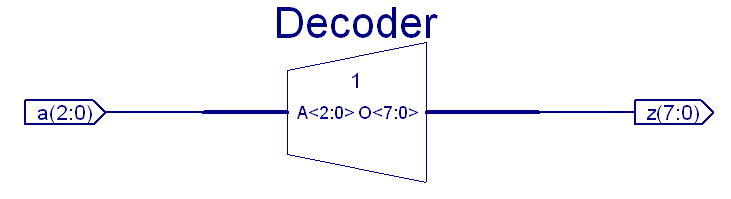 Decoder
1
a(2:0)
A<2:0> O<7:0>
z(7:0)